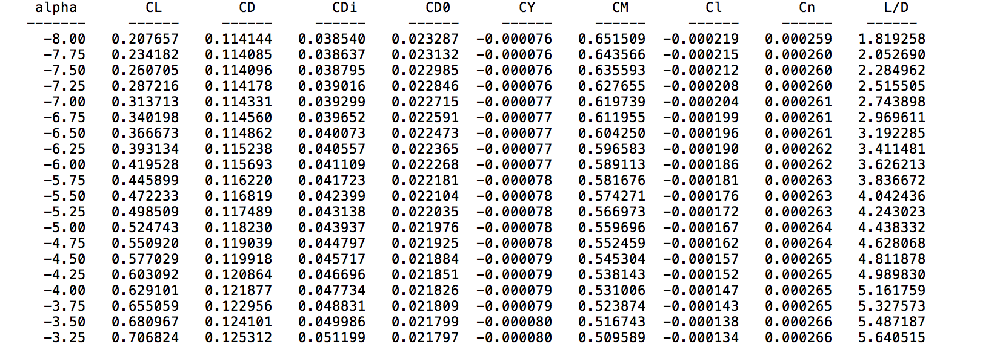 alpha CL CD CDi CD0 CY CM Cl Cn L/D
------- ------ ------ ------ ------ ------ ------ ------ ------ ------
-8.00 0.207657 0.114144 0.038540 0.023287 -0.000076 0.651509 -0.000219 0.000259 1.819258
-7.75 0.234182 0.114085 0.038637 0.023132 -0.000076 0.643566 -0.000215 0.000260 2.052690
-7.50 0.260705 0.114096 0.038795 0.022985 -0.000076 0.635593 -0.000212 0.000260 2.284962
-7.25 0.287216 0.114178 0.039016 0.022846 -0.000076 0.627655 -0.000208 0.000260 2.515505
-7.00 0.313713 0.114331 0.039299 0.022715 -0.000077 0.619739 -0.000204 0.000261 2.743898
-6.75 0.340198 0.114560 0.039652 0.022591 -0.000077 0.611955 -0.000199 0.000261 2.969611
-6.50 0.366673 0.114862 0.040073 0.022473 -0.000077 0.604250 -0.000196 0.000261 3.192285
-6.25 0.393134 0.115238 0.040557 0.022365 -0.000077 0.596583 -0.000190 0.000262 3.411481
-6.00 0.419528 0.115693 0.041109 0.022268 -0.000077 0.589113 -0.000186 0.000262 3.626213
-5.75 0.445899 0.116220 0.041723 0.022181 -0.000078 0.581676 -0.000181 0.000263 3.836672
-5.50 0.472233 0.116819 0.042399 0.022104 -0.000078 0.574271 -0.000176 0.000263 4.042436
-5.25 0.498509 0.117489 0.043138 0.022035 -0.000078 0.566973 -0.000172 0.000263 4.243023
-5.00 0.524743 0.118230 0.043937 0.021976 -0.000078 0.559696 -0.000167 0.000264 4.438332
-4.75 0.550920 0.119039 0.044797 0.021925 -0.000078 0.552459 -0.000162 0.000264 4.628068
-4.50 0.577029 0.119918 0.045717 0.021884 -0.000079 0.545304 -0.000157 0.000265 4.811878
-4.25 0.603092 0.120864 0.046696 0.021851 -0.000079 0.538143 -0.000152 0.000265 4.989830
-4.00 0.629101 0.121877 0.047734 0.021826 -0.000079 0.531006 -0.000147 0.000265 5.161759
-3.75 0.655059 0.122956 0.048831 0.021809 -0.000079 0.523874 -0.000143 0.000265 5.327573
-3.50 0.680967 0.124101 0.049986 0.021799 -0.000080 0.516743 -0.000138 0.000266 5.487187
-3.25 0.706824 0.125312 0.051199 0.021797 -0.000080 0.509589 -0.000134 0.000266 5.640515